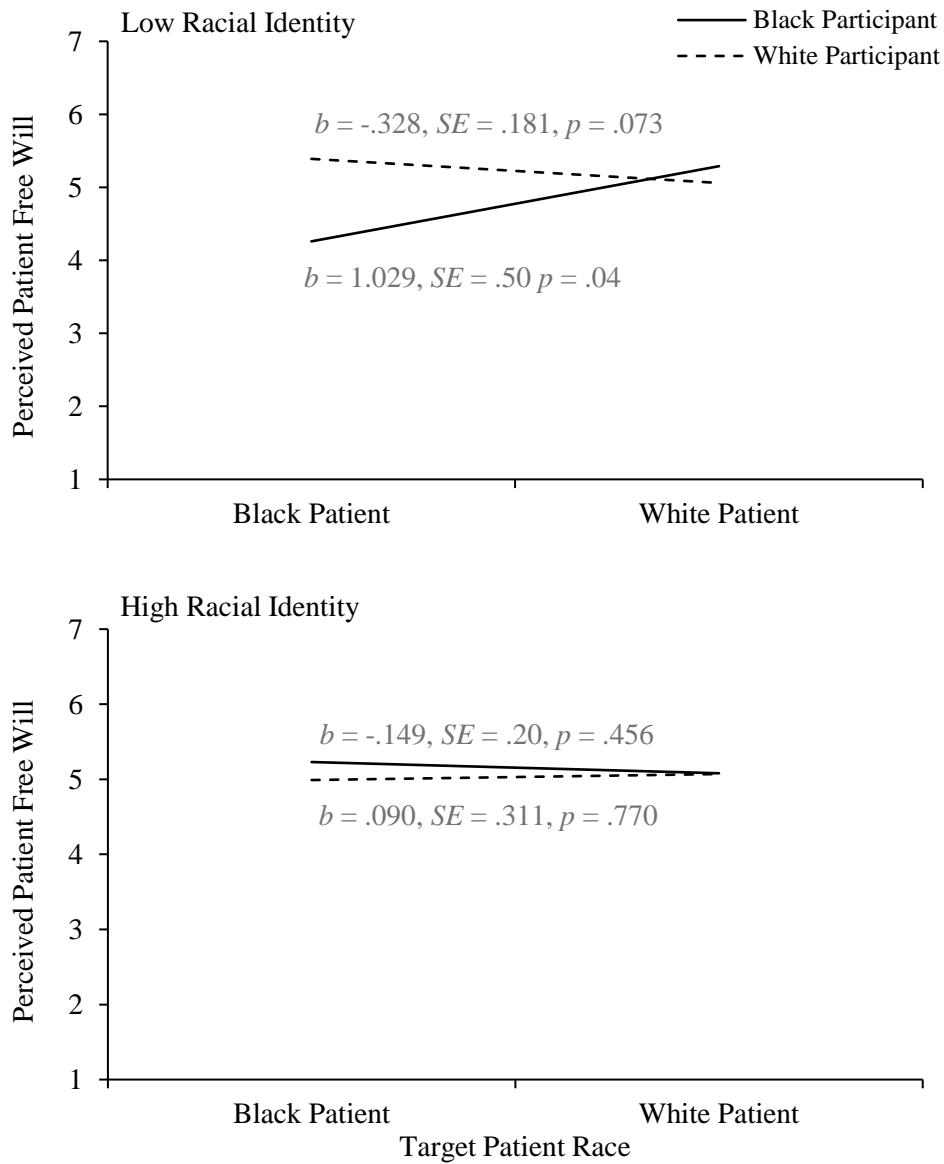 Low Racial Identity
Black Participant
White Participant
7
6
5
4
3
2
1
Perceived Patient Free Will
b = -.328, SE = .181, p = .073
b = 1.029, SE = .50 p = .04
Black Patient
White Patient
High Racial Identity
7
6
5
4
3
2
1
Perceived Patient Free Will
b = -.149, SE = .20, p = .456
b = .090, SE = .311, p = .770
Black Patient
White Patient
Target Patient Race